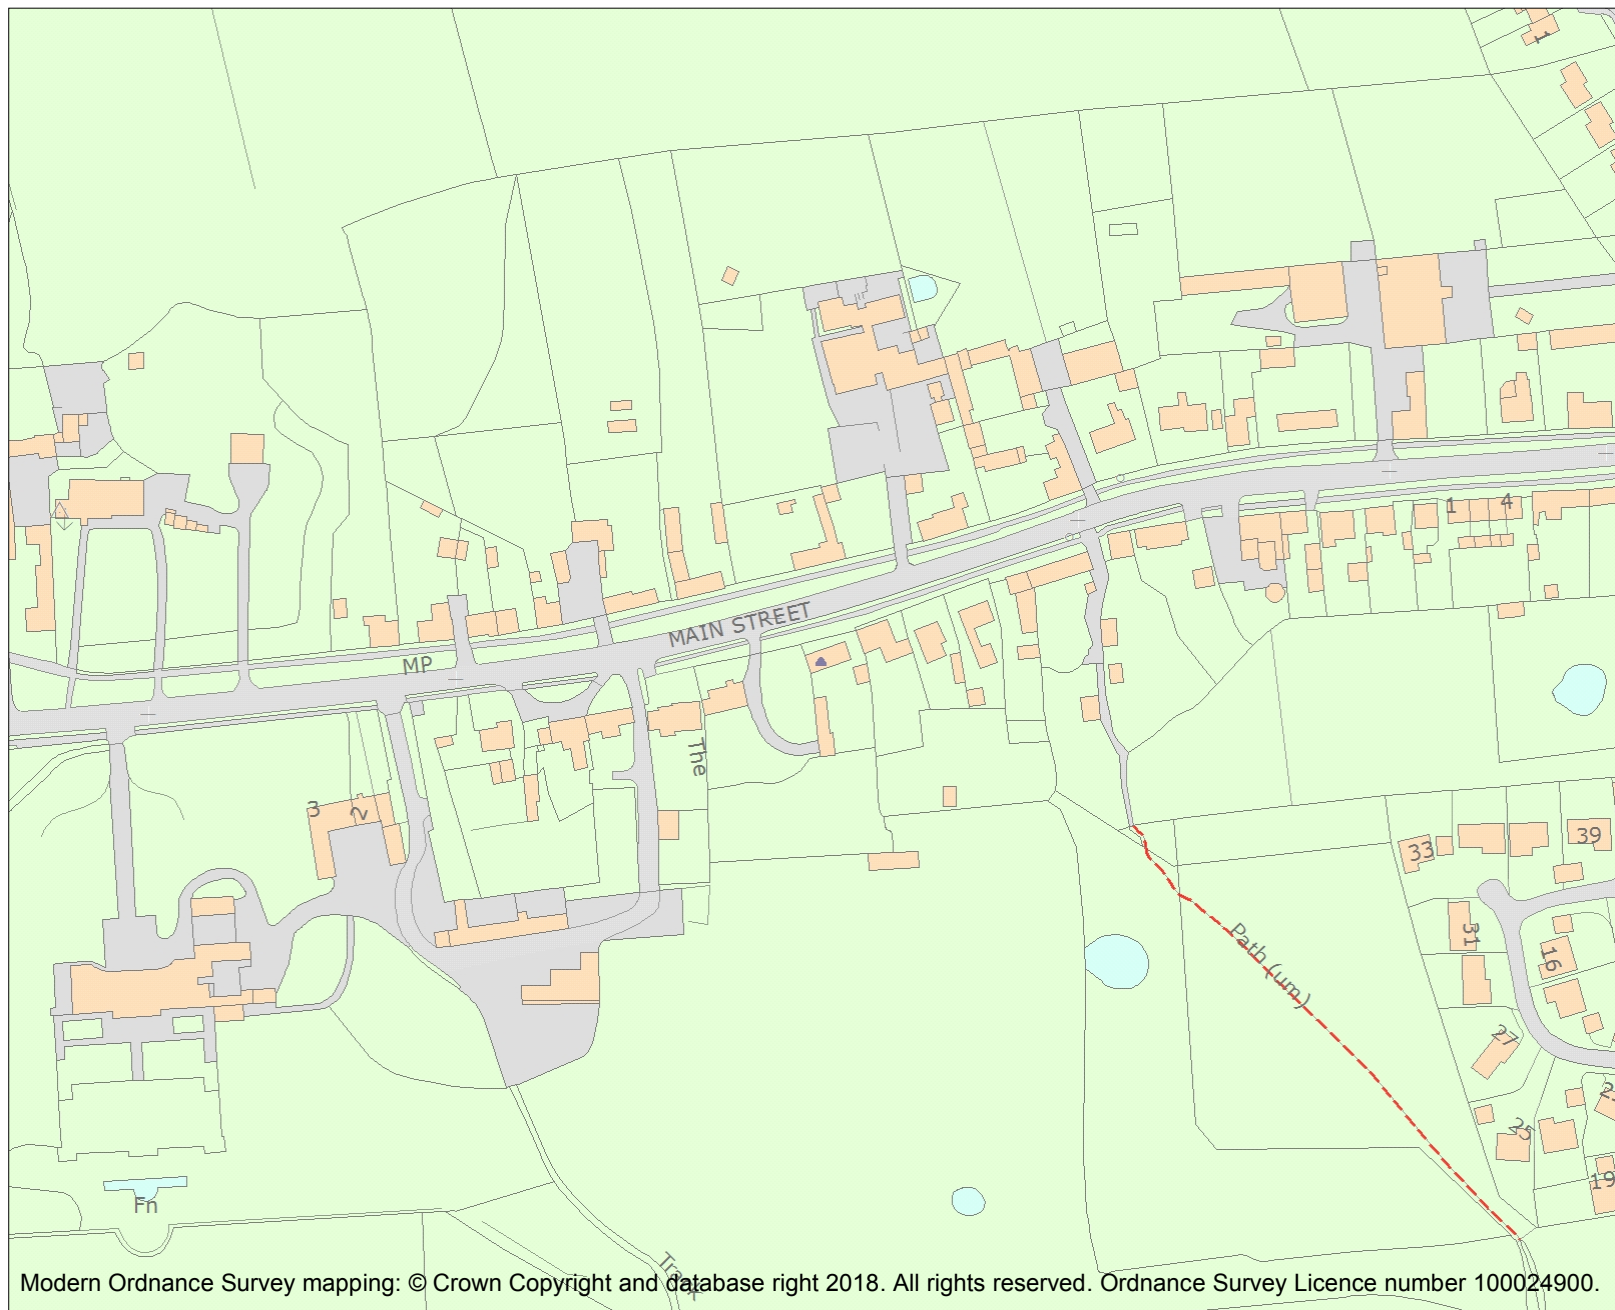 1
1
4
MAIN STREET
MP
The
3
2
33
39
31
16
Path (um)
27
25
19
Fn
Track
Modern Ordnance Survey mapping: © Crown Copyright and database right 2018. All rights reserved. Ordnance Survey Licence number 100024900.